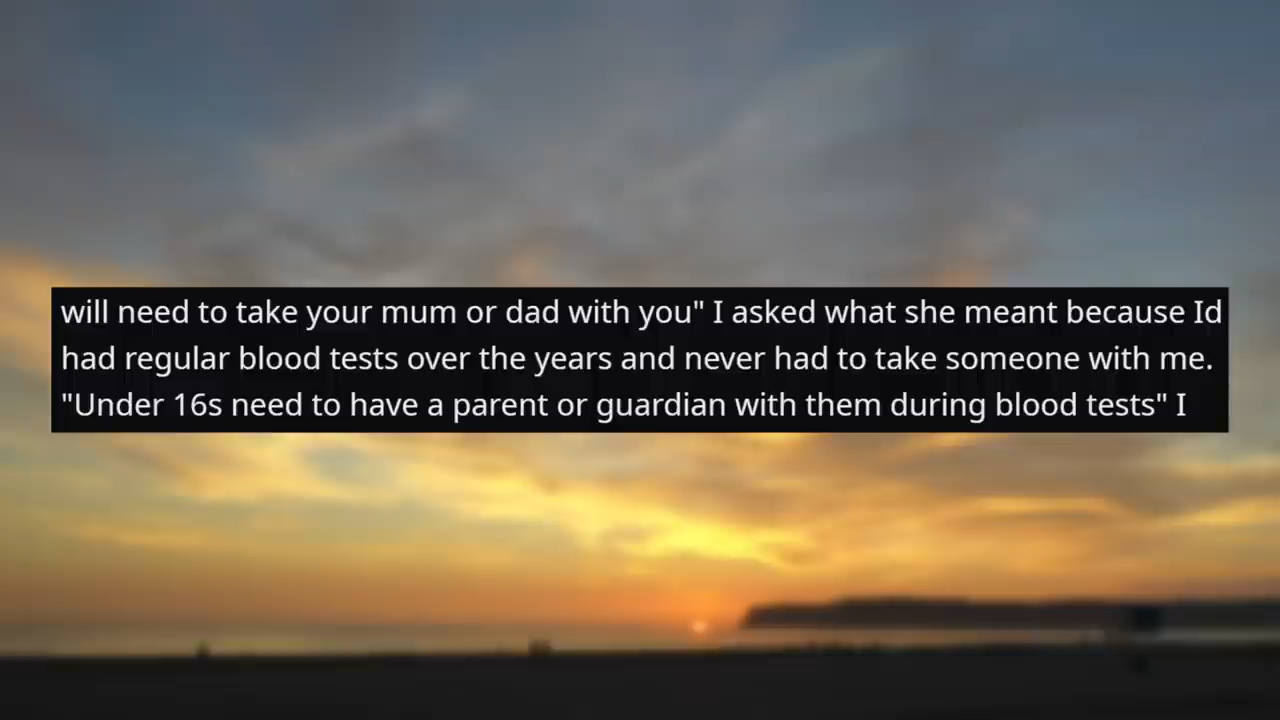 will need to take your mum or dad with you" I asked what she meant because Id
had regular blood tests over the years and never had to take someone with me.
"Under 16s need to have a parent or guardian with them during blood tests" I